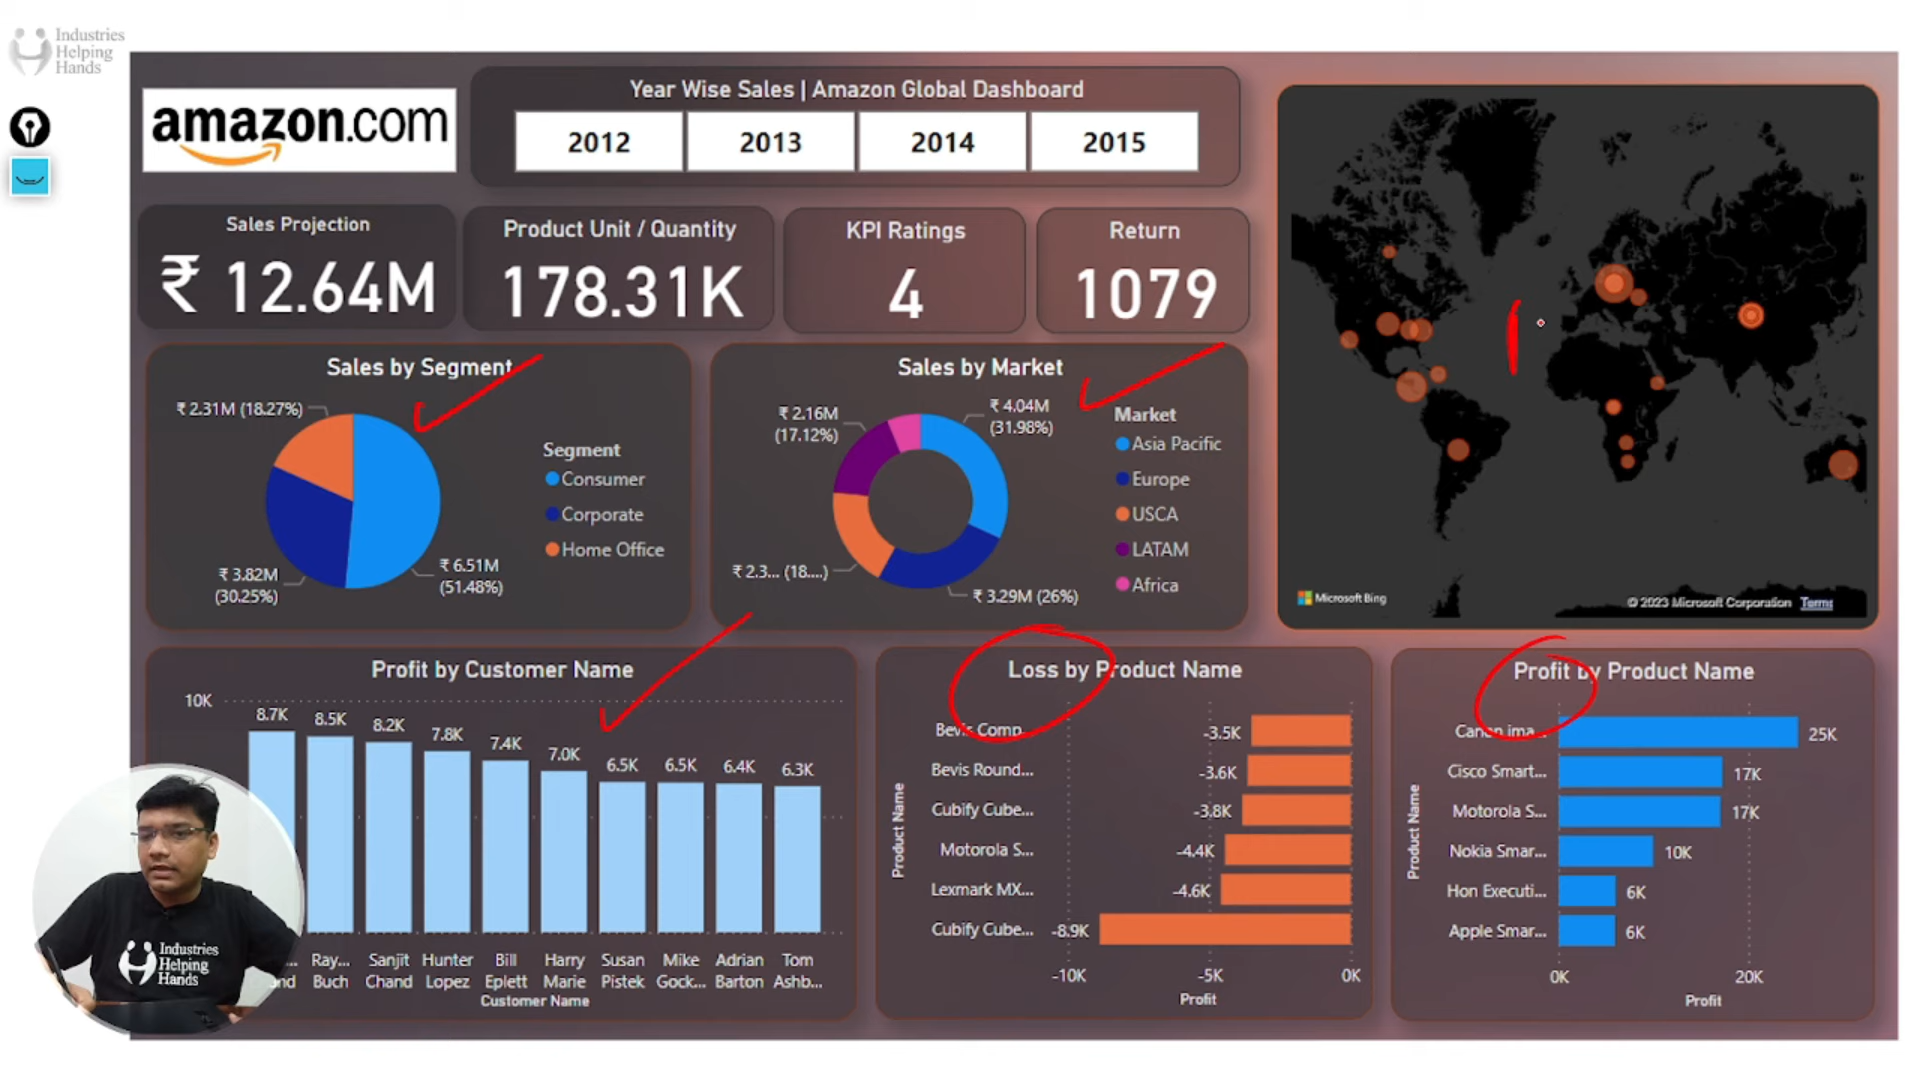 Industries
Helping
Hands
amazon.com
Year Wise Sales | Amazon Global Dashboard
2012 2013 2014 2015
Sales Projection
₹ 12.64M
Product Unit / Quantity
178.31K
KPI Ratings
4
Return
1079
Sales by Segment
₹ 2.31M (18.27%)
₹ 3.82M
(30.25%)
₹ 6.51M
(51.48%)
Segment
Consumer
Corporate
Home Office
Sales by Market
₹ 2.16M
(17.12%)
₹ 4.04M
(31.98%)
₹ 2.3... (18....)
₹ 3.29M (26%)
Market
Asia Pacific
Europe
USCA
LATAM
Africa
Microsoft Bing
© 2023 Microsoft Corporation Terms
Profit by Customer Name
10K
8.7K 8.5K 8.2K 7.8K 7.4K 7.0K 6.5K 6.5K 6.4K 6.3K
Ray... Sanjit Hunter Bill Harry Susan Mike Adrian Tom
Buch Chand Lopez Eplett Marie Pistek Gock... Barton Ashb...
Customer Name
Industries
Helping
Hands
Loss by Product Name
Product Name
Bevis Comp... -3.5K
Bevis Round... -3.6K
Cubify Cube... -3.8K
Motorola S... -4.4K
Lexmark MX... -4.6K
Cubify Cube... -8.9K
-10K -5K 0K
Profit
Profit by Product Name
Product Name
Canon ima... 25K
Cisco Smart... 17K
Motorola S... 17K
Nokia Smar... 10K
Hon Executi... 6K
Apple Smar... 6K
0K 20K
Profit